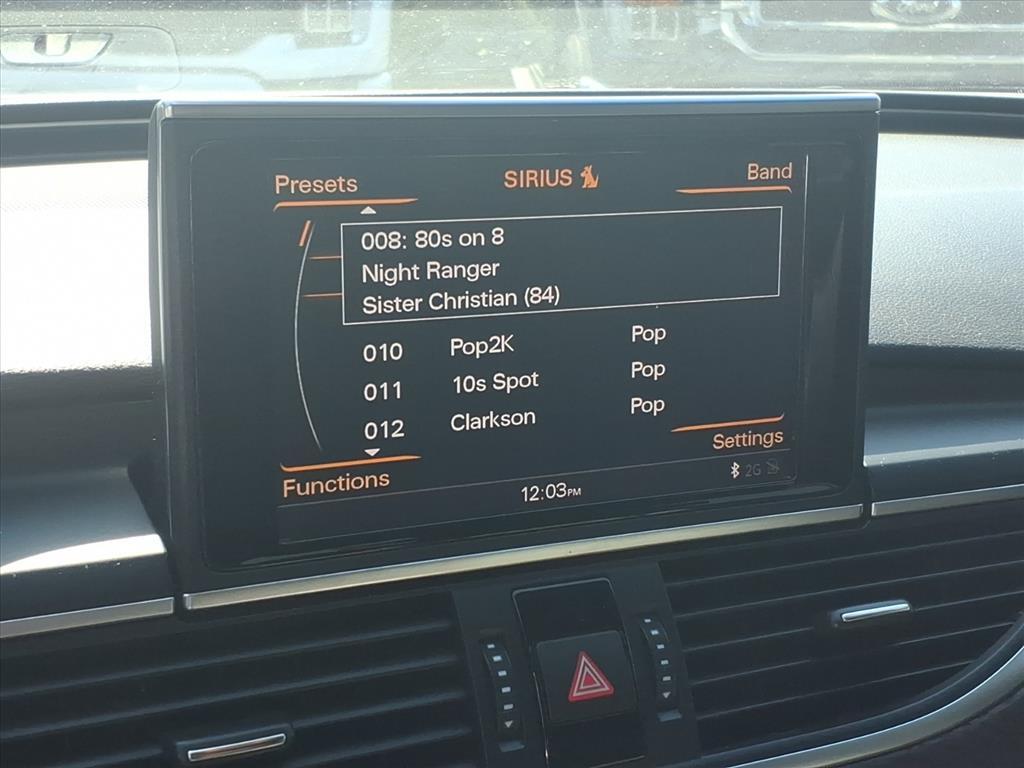 Presets
SIRIUS
Band
008: 80s on 8
Night Ranger
Sister Christian (84)
010 Pop2K Pop
011 10s Spot Pop
012 Clarkson Pop
Functions
Settings
12:03PM
2G